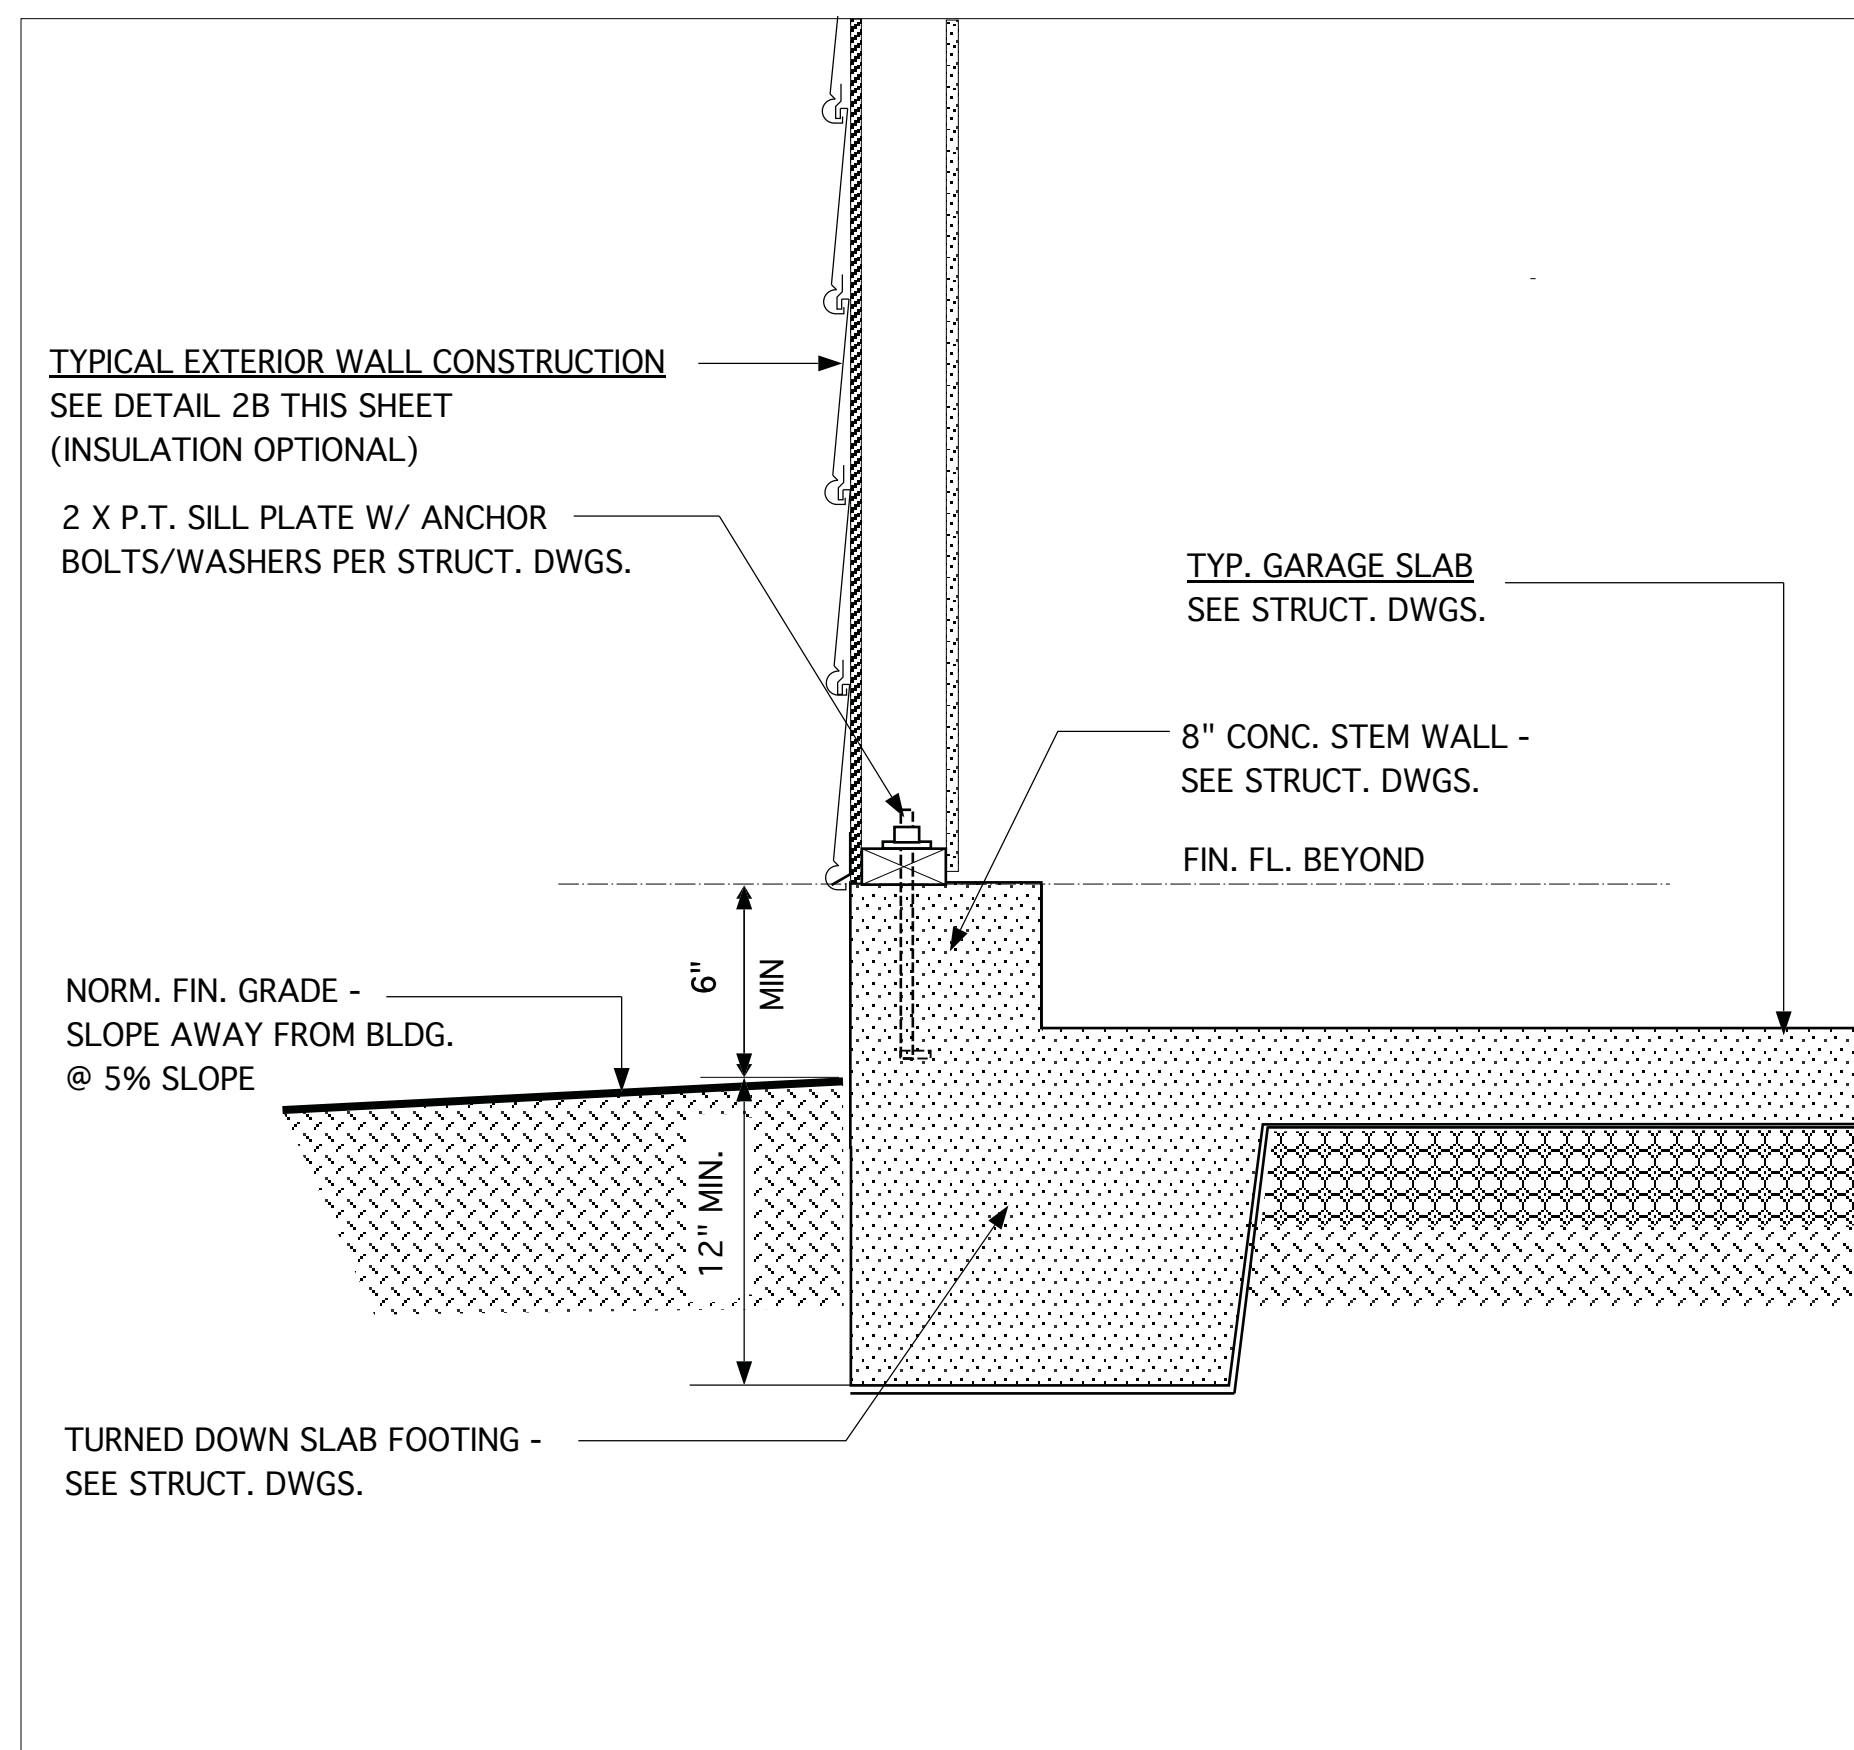 TYPICAL EXTERIOR WALL CONSTRUCTION
SEE DETAIL 2B THIS SHEET
(INSULATION OPTIONAL)
2 X P.T. SILL PLATE W/ ANCHOR
BOLTS/WASHERS PER STRUCT. DWGS.
TYP. GARAGE SLAB
SEE STRUCT. DWGS.
8" CONC. STEM WALL -
SEE STRUCT. DWGS.
FIN. FL. BEYOND
6"
MIN
NORM. FIN. GRADE -
SLOPE AWAY FROM BLDG.
@ 5% SLOPE
12" MIN.
TURNED DOWN SLAB FOOTING -
SEE STRUCT. DWGS.